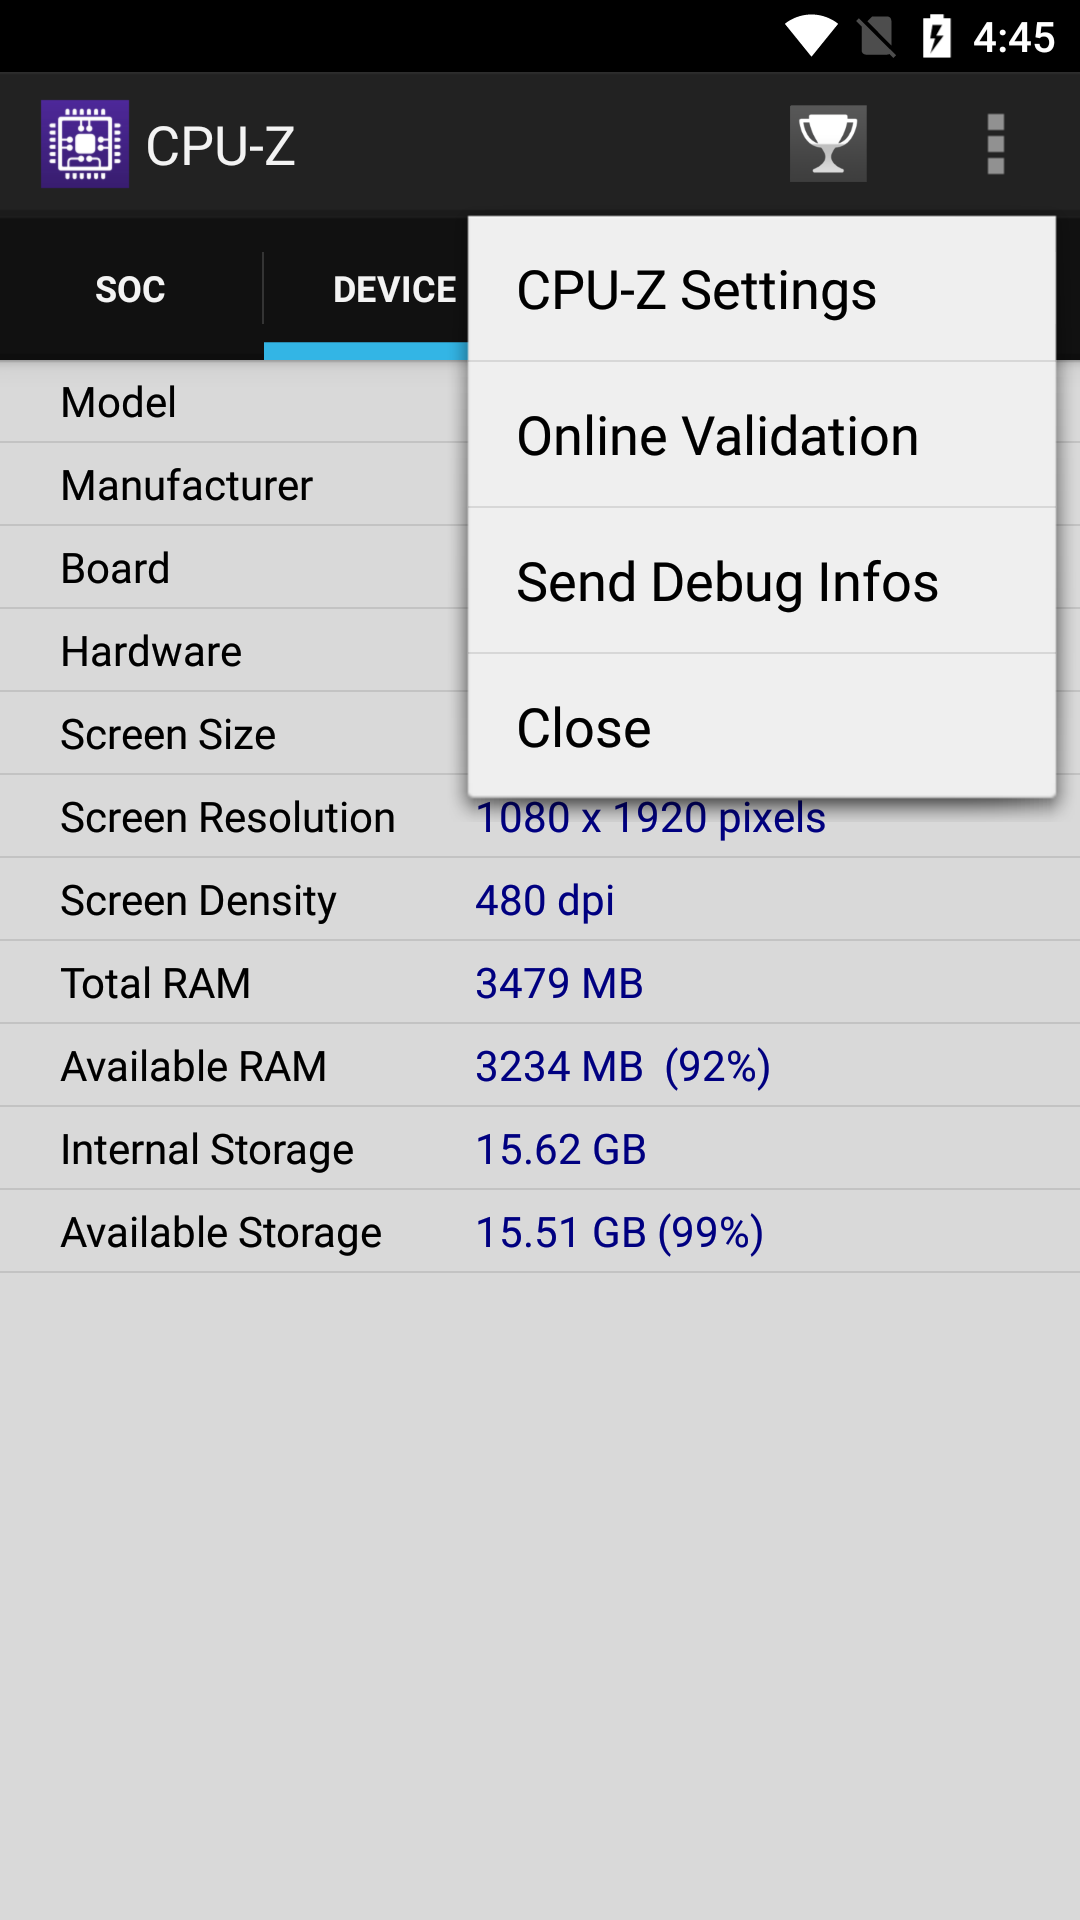 4:45
CPU-Z
SOC
DEVICE
CPU-Z Settings
Online Validation
Send Debug Infos
Close
Model
Manufacturer
Board
Hardware
Screen Size
Screen Resolution 1080 x 1920 pixels
Screen Density 480 dpi
Total RAM 3479 MB
Available RAM 3234 MB (92%)
Internal Storage 15.62 GB
Available Storage 15.51 GB (99%)